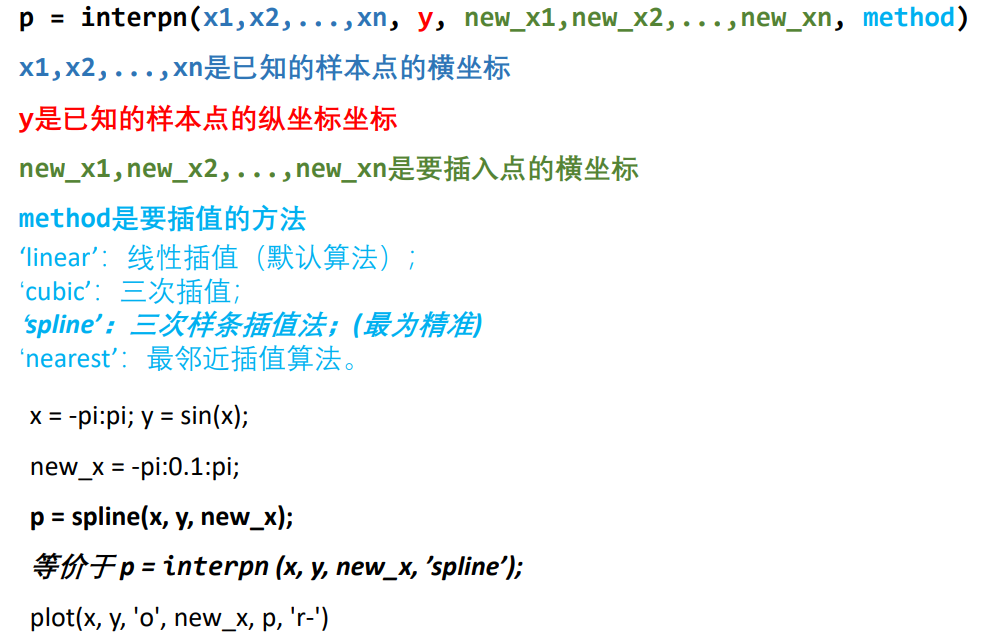 p = interpn(x1,x2,...,xn, y, new_x1,new_x2,...,new_xn, method)
x1,x2,...,xn是已知的样本点的横坐标
y是已知的样本点的纵坐标坐标
new_x1,new_x2,...,new_xn是要插入点的横坐标
method是要插值的方法
‘linear’：线性插值（默认算法）；
‘cubic’：三次插值；
‘spline’：三次样条插值法；(最为精准)
‘nearest’：最邻近插值算法。
x = -pi:pi; y = sin(x);
new_x = -pi:0.1:pi;
p = spline(x, y, new_x);
等价于 p = interpn (x, y, new_x, ’spline’);
plot(x, y, 'o', new_x, p, 'r-')